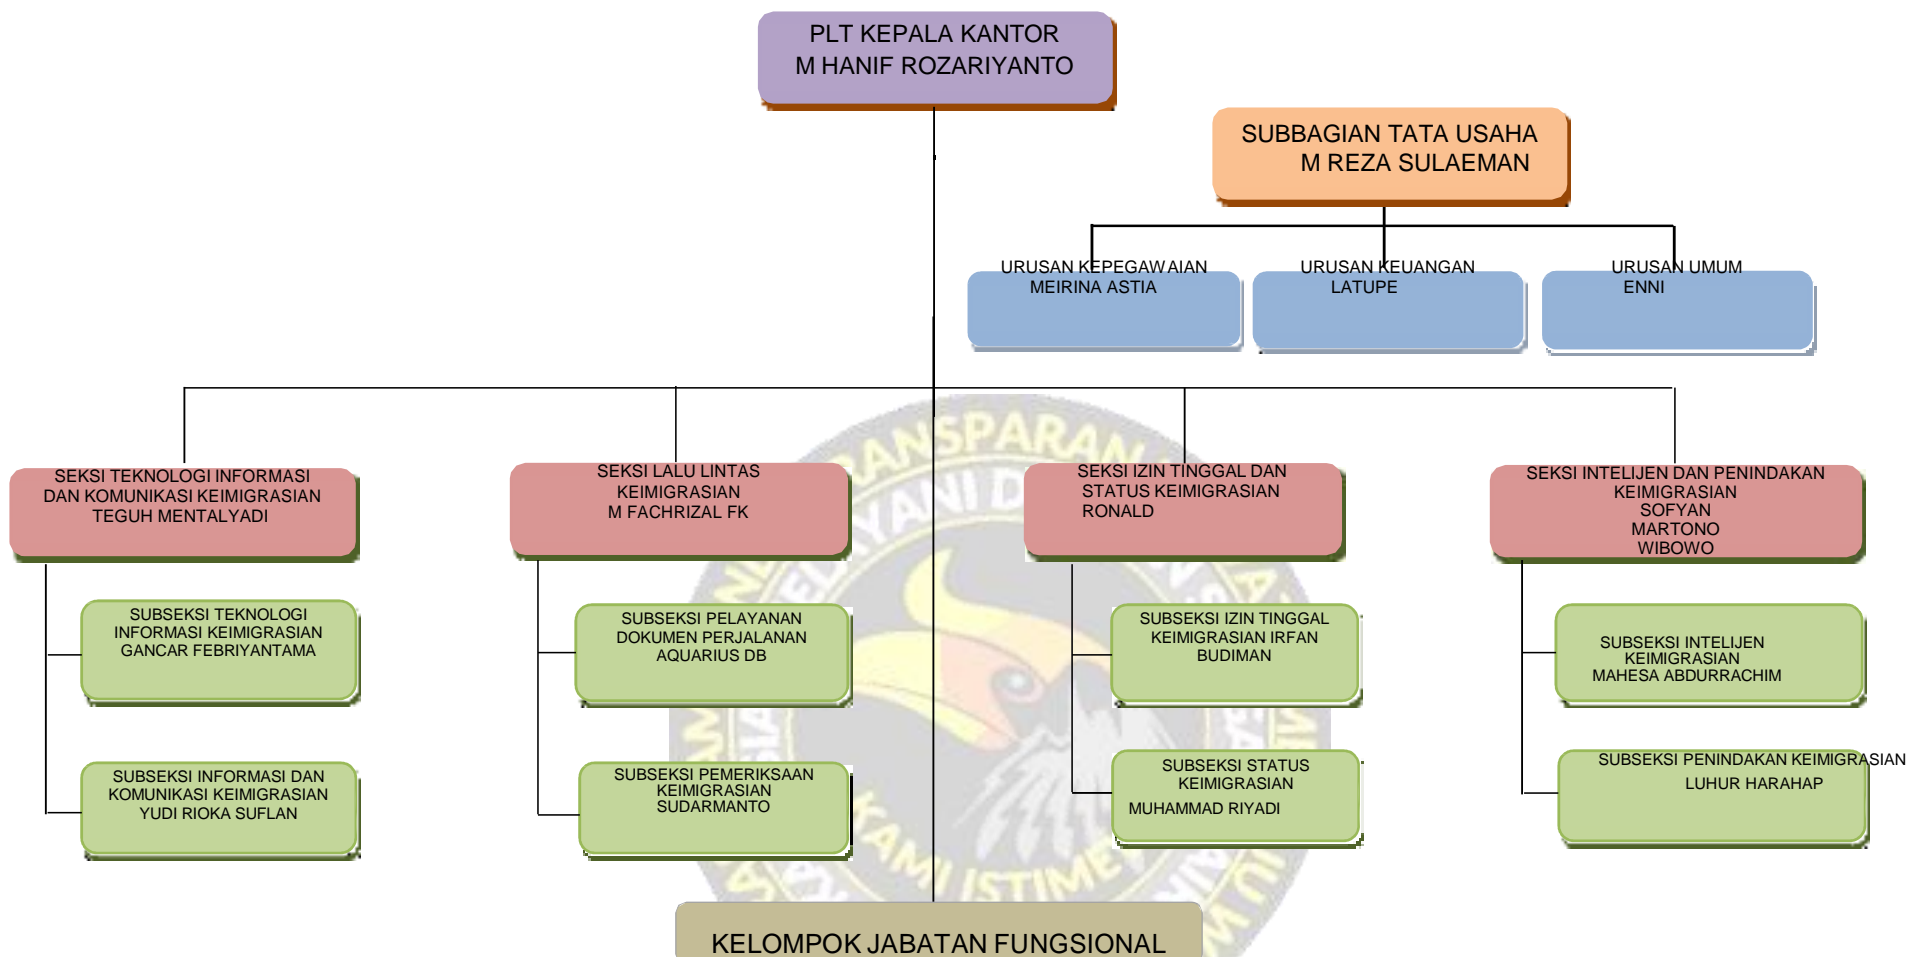 PLT KEPALA KANTOR
M HANIF ROZARIYANTO
SUBBAGIAN TATA USAHA
M REZA SULAEMAN
URUSAN KEPEGAWAIAN
MEIRINA ASTIA
URUSAN KEUANGAN
LATUPE
URUSAN UMUM
ENNI
SEKSI TEKNOLOGI INFORMASI
DAN KOMUNIKASI KEIMIGRASIAN
TEGUH MENTALYADI
SEKSI LALU LINTAS
KEIMIGRASIAN
M FACHRIZAL FK
SEKSI IZIN TINGGAL DAN
STATUS KEIMIGRASIAN
RONALD
SEKSI INTELIJEN DAN PENINDAKAN
KEIMIGRASIAN
SOFYAN
MARTONO
WIBOWO
SUBSEKSI TEKNOLOGI
INFORMASI KEIMIGRASIAN
GANCAR FEBRIYANTAMA
SUBSEKSI PELAYANAN
DOKUMEN PERJALANAN
AQUARIUS DB
SUBSEKSI IZIN TINGGAL
KEIMIGRASIAN IRFAN
BUDIMAN
SUBSEKSI INTELIJEN
KEIMIGRASIAN
MAHESA ABDURRACHIM
SUBSEKSI INFORMASI DAN
KOMUNIKASI KEIMIGRASIAN
YUDI RIOKA SUFLAN
SUBSEKSI PEMERIKSAAN
KEIMIGRASIAN
SUDARMANTO
SUBSEKSI STATUS
KEIMIGRASIAN
MUHAMMAD RIYADI
SUBSEKSI PENINDAKAN KEIMIGRASIAN
LUHUR HARAHAP
KAMI
KELOMPOK JABATAN FUNGSIONAL